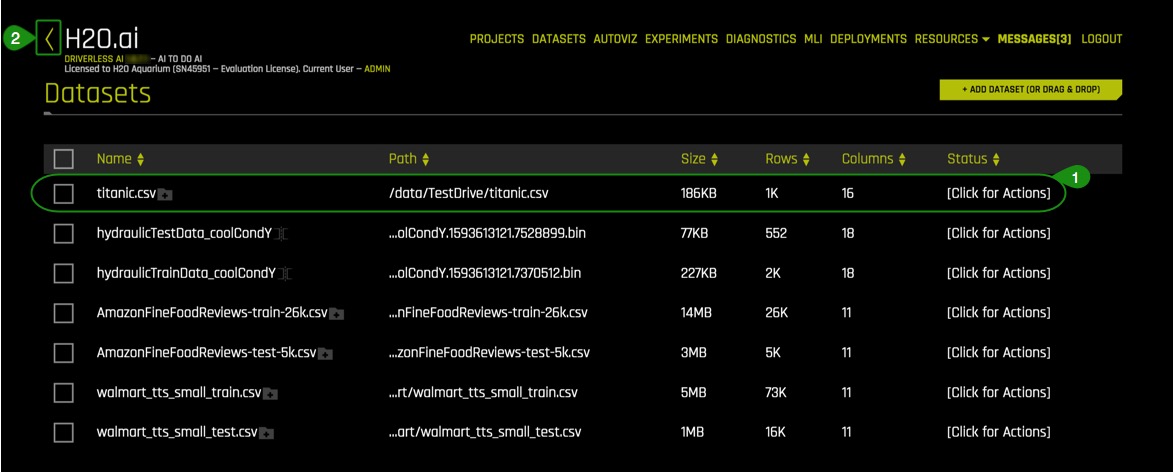 2
H2O.ai
PROJECTS DATASETS AUTOVIZ EXPERIMENTS DIAGNOSTICS MLI DEPLOYMENTS RESOURCES MESSAGES[3] LOGOUT
DRIVERLESS AI – AI TO DO AI
Licensed to H2O Aquarium (SN45951 – Evaluation License). Current User – ADMIN
Datasets
+ ADD DATASET (OR DRAG & DROP)
Name Path Size Rows Columns Status
1
titanic.csv /data/TestDrive/titanic.csv 186KB 1K 16 [Click for Actions]
hydraulicTestData_coolCondY ...olCondY.1593613121.7528899.bin 77KB 552 18 [Click for Actions]
hydraulicTrainData_coolCondY ...olCondY.1593613121.7370512.bin 227KB 2K 18 [Click for Actions]
AmazonFineFoodReviews-train-26k.csv ...nFineFoodReviews-train-26k.csv 14MB 26K 11 [Click for Actions]
AmazonFineFoodReviews-test-5k.csv ...zonFineFoodReviews-test-5k.csv 3MB 5K 11 [Click for Actions]
walmart_tts_small_train.csv ...rt/walmart_tts_small_train.csv 5MB 73K 11 [Click for Actions]
walmart_tts_small_test.csv ...art/walmart_tts_small_test.csv 1MB 16K 11 [Click for Actions]